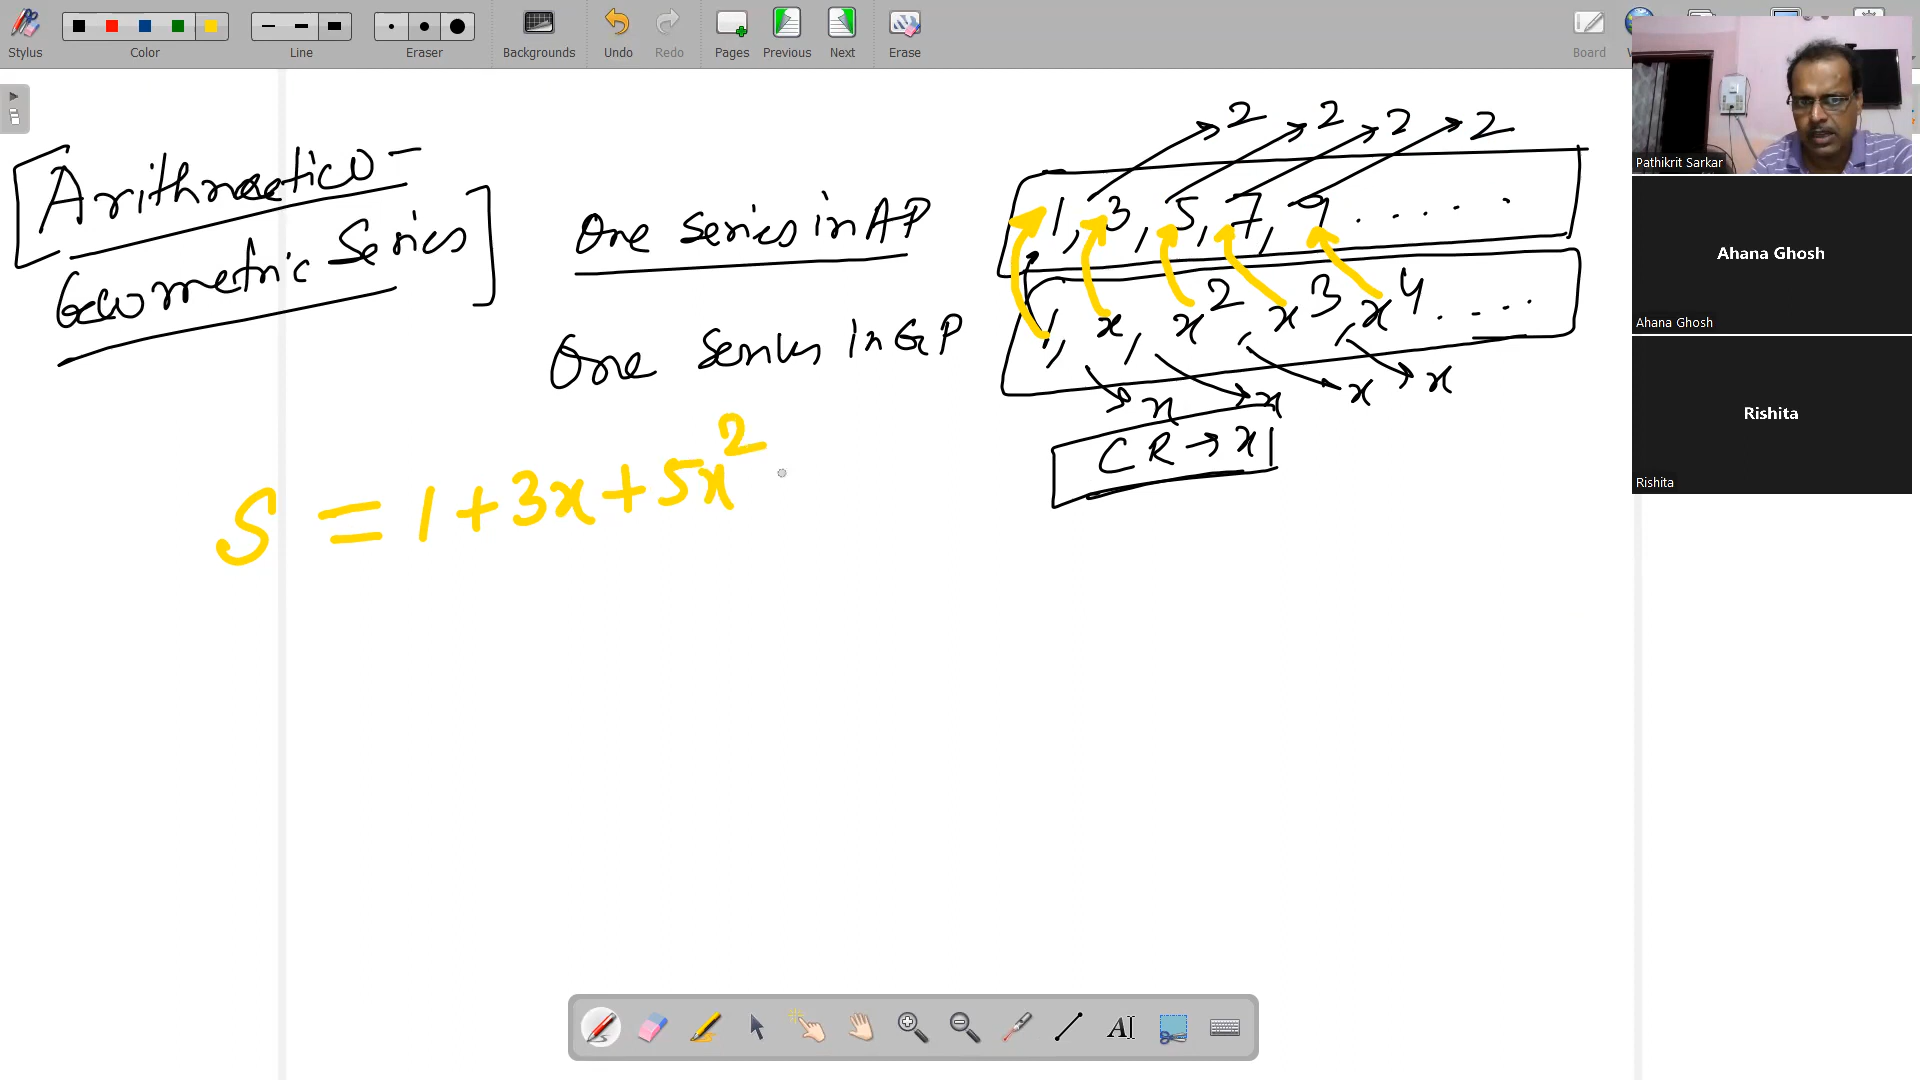 Stylus Color Line Eraser Backgrounds Undo Redo Pages Previous Next Erase Board
[Arithmetico-
Geometric Series]
One series in AP
One series in GP
2 2 2 2
1, 3, 5, 7, 9 . . . . .
1, x, x², x³, x⁴ . . . .
x x x x
CR → x
S = 1 + 3x + 5x²
Pathikrit Sarkar
Ahana Ghosh
Ahana Ghosh
Rishita
Rishita